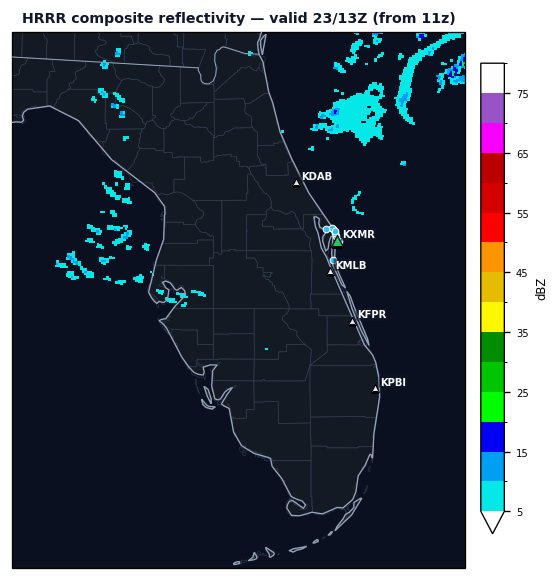 HRRR composite reflectivity — valid 23/13Z (from 11z)
KDAB
KXMR
KMLB
KFPR
KPBI
75
65
55
45
35
25
15
5
dBZ